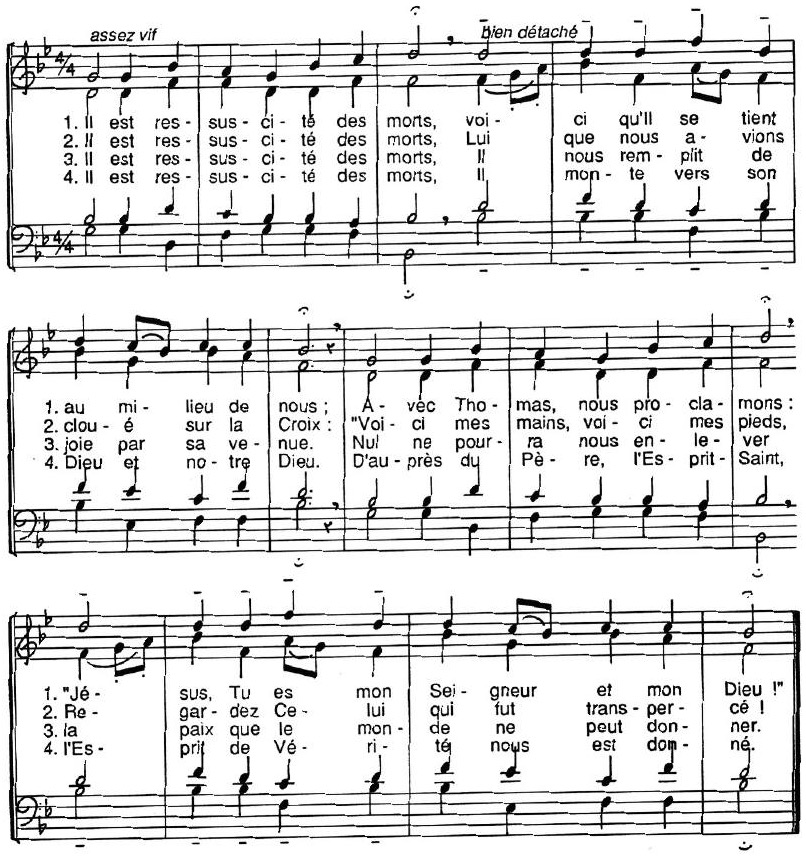 assez vif bien détaché
4/4
1. Il est res- sus- ci- té des morts, voi- ci qu'Il se tient
2. Il est res- sus- ci- té des morts, Lui que nous a- vions
3. Il est res- sus- ci- té des morts, Il nous rem- plit de
4. Il est res- sus- ci- té des morts, Il mon- te vers son
4/4
1. au mi- lieu de nous ; A- vec Tho- mas, nous pro- cla- mons :
2. clou- é sur la Croix : "Voi- ci mes mains, voi- ci mes pieds,
3. joie par sa ve- nue. Nul ne pour- ra nous en- le- ver
4. Dieu et no- tre Dieu. D'au- près du Pè- re, l'Es- prit- Saint,
1. "Jé- sus, Tu es mon Sei- gneur et mon Dieu !"
2. Re- gar- dez Ce- lui qui fut trans- per- cé !
3. la paix que le mon- de ne peut don- ner.
4. l'Es- prit de Vé- ri- té nous est don- né.